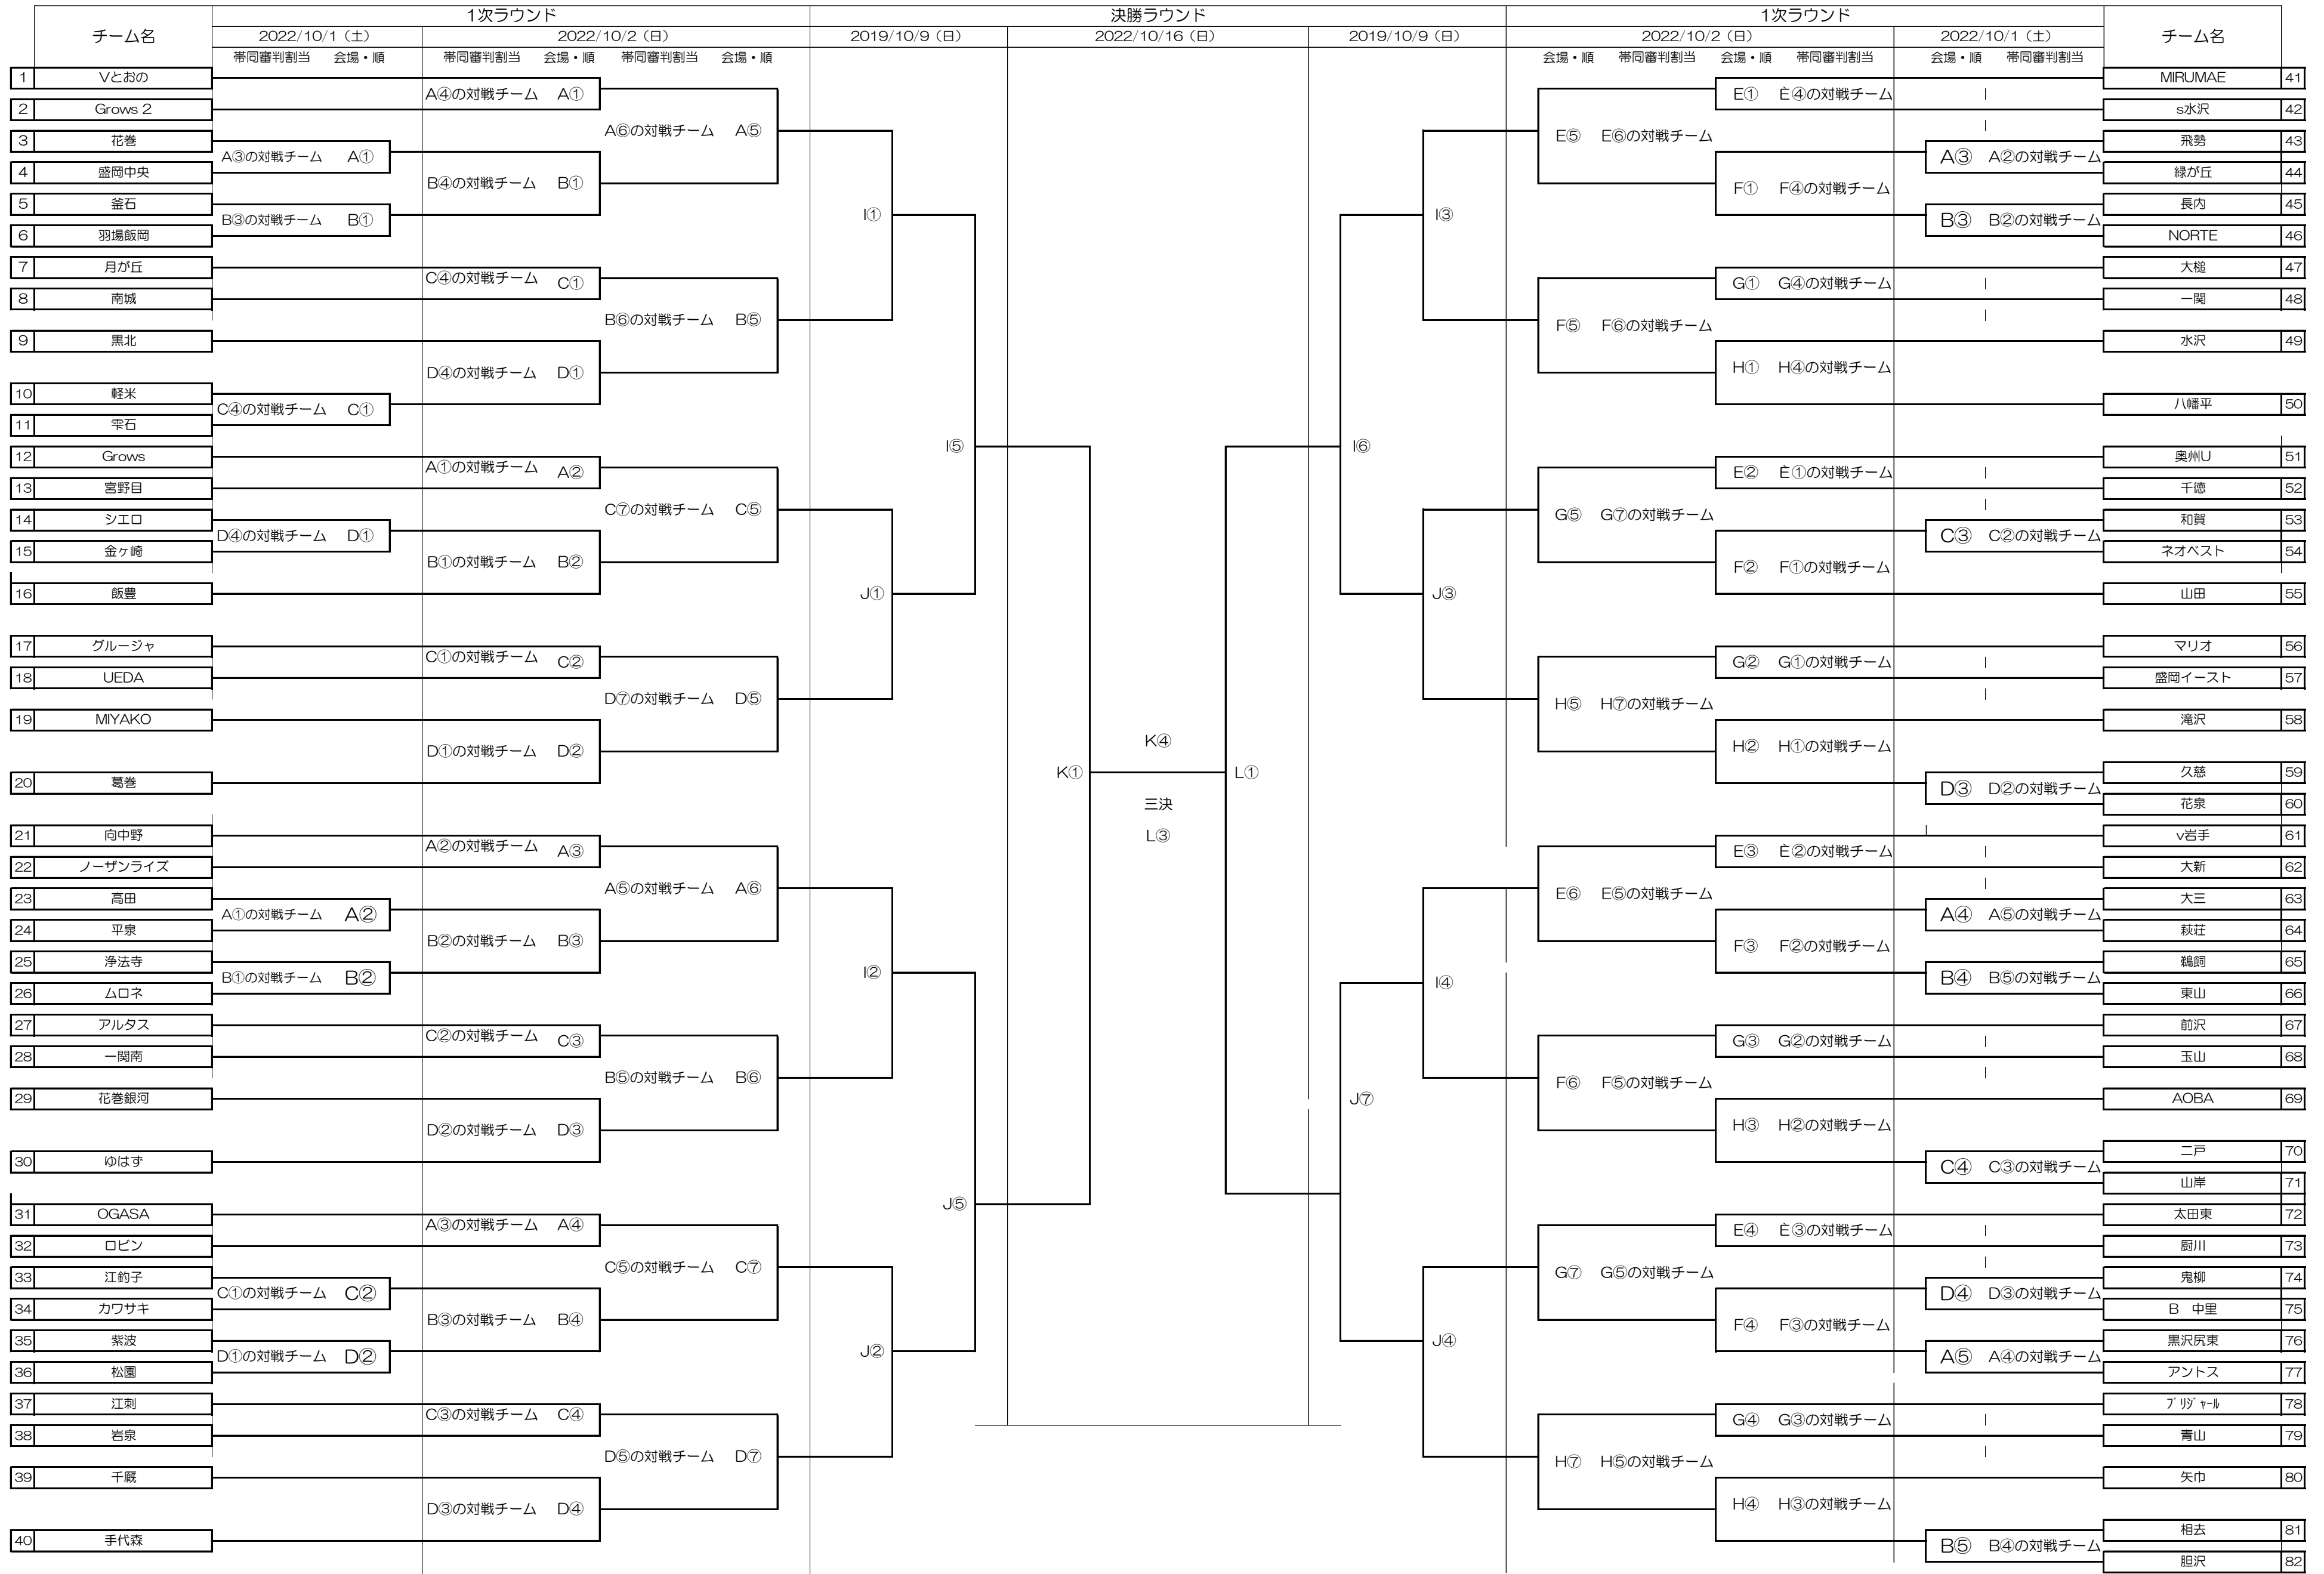 1次ラウンド 決勝ラウンド 1次ラウンド
チーム名 2022/10/1（土） 2022/10/2（日） 2019/10/9（日） 2022/10/16（日） 2019/10/9（日） 2022/10/2（日） 2022/10/1（土） チーム名
帯同審判割当 会場・順 帯同審判割当 会場・順 帯同審判割当 会場・順 会場・順 帯同審判割当 会場・順 帯同審判割当 会場・順 帯同審判割当
1 Vとおの MIRUMAE 41
A④の対戦チーム A① E① E④の対戦チーム
2 Grows 2 s水沢 42
A⑥の対戦チーム A⑤ E⑤ E⑥の対戦チーム
3 花巻 飛勢 43
A③の対戦チーム A① A③ A②の対戦チーム
4 盛岡中央 緑が丘 44
B④の対戦チーム B① F① F④の対戦チーム
5 釜石 長内 45
I① I③
B③の対戦チーム B① B③ B②の対戦チーム
6 羽場飯岡 NORTE 46
7 月が丘 大槌 47
C④の対戦チーム C① G① G④の対戦チーム
8 南城 一関 48
B⑥の対戦チーム B⑤ F⑤ F⑥の対戦チーム
9 黒北 水沢 49
D④の対戦チーム D① H① H④の対戦チーム
10 軽米 八幡平 50
C④の対戦チーム C①
11 雫石
I⑤ I⑥
12 Grows 奥州U 51
A①の対戦チーム A② E② E①の対戦チーム
13 宮野目 千徳 52
C⑦の対戦チーム C⑤ G⑤ G⑦の対戦チーム
14 シエロ 和賀 53
D④の対戦チーム D① C③ C②の対戦チーム
15 金ヶ崎 ネオベスト 54
B①の対戦チーム B② F② F①の対戦チーム
16 飯豊 J① J③ 山田 55
17 グルージャ マリオ 56
C①の対戦チーム C② G② G①の対戦チーム
18 UEDA 盛岡イースト 57
D⑦の対戦チーム D⑤ H⑤ H⑦の対戦チーム
19 MIYAKO 滝沢 58
K④
D①の対戦チーム D② H② H①の対戦チーム
K① L① 久慈 59
20 葛巻 D③ D②の対戦チーム
三決 花泉 60
21 向中野 L③ v岩手 61
A②の対戦チーム A③ E③ E②の対戦チーム
22 ノーザンライズ 大新 62
A⑤の対戦チーム A⑥ E⑥ E⑤の対戦チーム
23 高田 大三 63
A①の対戦チーム A② A④ A⑤の対戦チーム
24 平泉 萩荘 64
B②の対戦チーム B③ F③ F②の対戦チーム
25 浄法寺 鵜飼 65
I② I④
B①の対戦チーム B② B④ B⑤の対戦チーム
26 ムロネ 東山 66
27 アルタス 前沢 67
C②の対戦チーム C③ G③ G②の対戦チーム
28 一関南 玉山 68
B⑤の対戦チーム B⑥ F⑥ F⑤の対戦チーム
29 花巻銀河 J⑦ AOBA 69
D②の対戦チーム D③ H③ H②の対戦チーム
二戸 70
30 ゆはず C④ C③の対戦チーム
山岸 71
J⑤
31 OGASA 太田東 72
A③の対戦チーム A④ E④ E③の対戦チーム
32 ロビン 厨川 73
C⑤の対戦チーム C⑦ G⑦ G⑤の対戦チーム
33 江釣子 鬼柳 74
C①の対戦チーム C② D④ D③の対戦チーム
34 カワサキ B 中里 75
B③の対戦チーム B④ F④ F③の対戦チーム
35 紫波 J② J④ 黒沢尻東 76
D①の対戦チーム D② A⑤ A④の対戦チーム
36 松園 アントス 77
37 江刺 ブリジャール 78
C③の対戦チーム C④ G④ G③の対戦チーム
38 岩泉 青山 79
D⑤の対戦チーム D⑦ H⑦ H⑤の対戦チーム
39 千厩 矢巾 80
D③の対戦チーム D④ H④ H③の対戦チーム
相去 81
40 手代森 B⑤ B④の対戦チーム
胆沢 82